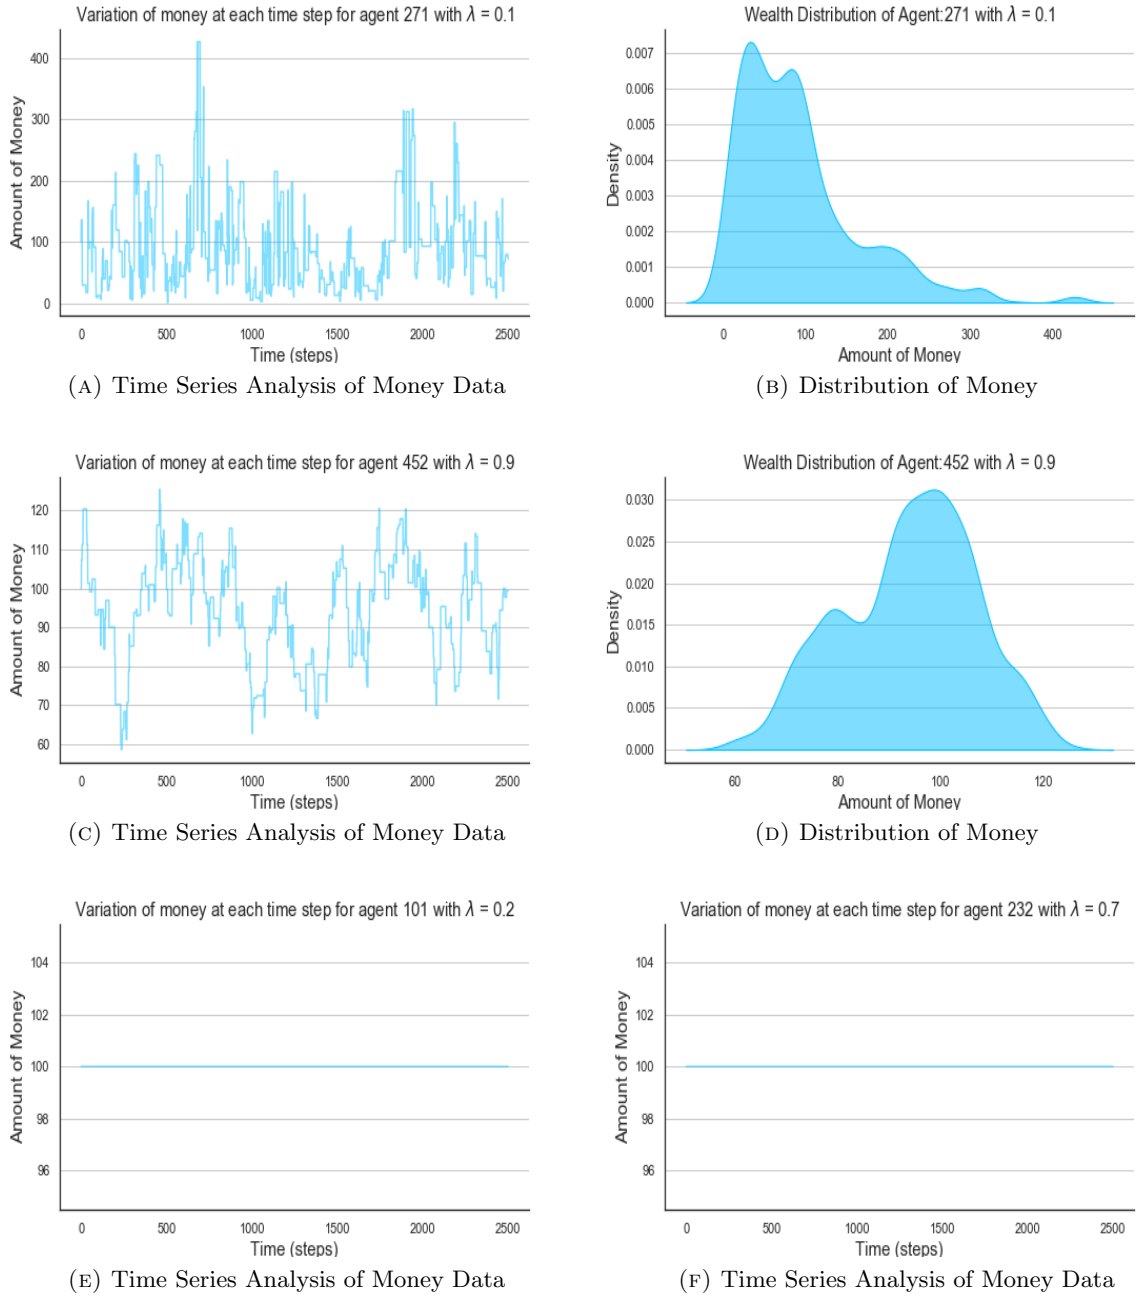 Variation of money at each time step for agent 271 with λ = 0.1
Amount of Money
400
300
200
100
0
0 500 1000 1500 2000 2500
Time (steps)
(A) Time Series Analysis of Money Data
Wealth Distribution of Agent:271 with λ = 0.1
Density
0.007
0.006
0.005
0.004
0.003
0.002
0.001
0.000
0 100 200 300 400
Amount of Money
(B) Distribution of Money
Variation of money at each time step for agent 452 with λ = 0.9
Amount of Money
120
110
100
90
80
70
60
0 500 1000 1500 2000 2500
Time (steps)
(C) Time Series Analysis of Money Data
Wealth Distribution of Agent:452 with λ = 0.9
Density
0.030
0.025
0.020
0.015
0.010
0.005
0.000
60 80 100 120
Amount of Money
(D) Distribution of Money
Variation of money at each time step for agent 101 with λ = 0.2
Amount of Money
104
102
100
98
96
0 500 1000 1500 2000 2500
Time (steps)
(E) Time Series Analysis of Money Data
Variation of money at each time step for agent 232 with λ = 0.7
Amount of Money
104
102
100
98
96
0 500 1000 1500 2000 2500
Time (steps)
(F) Time Series Analysis of Money Data